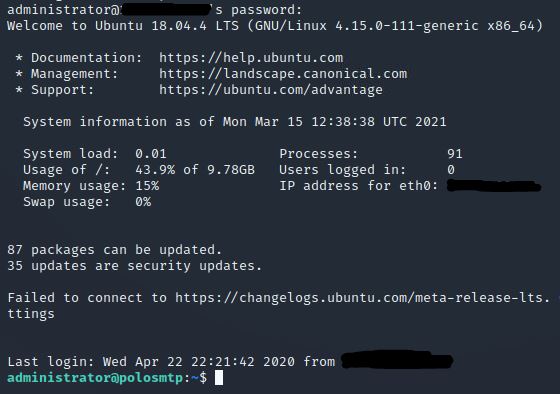 administrator@ 's password:
Welcome to Ubuntu 18.04.4 LTS (GNU/Linux 4.15.0-111-generic x86_64)
* Documentation: https://help.ubuntu.com
* Management: https://landscape.canonical.com
* Support: https://ubuntu.com/advantage
System information as of Mon Mar 15 12:38:38 UTC 2021
System load: 0.01 Processes: 91
Usage of /: 43.9% of 9.78GB Users logged in: 0
Memory usage: 15% IP address for eth0:
Swap usage: 0%
87 packages can be updated.
35 updates are security updates.
Failed to connect to https://changelogs.ubuntu.com/meta-release-lts.
ttings
Last login: Wed Apr 22 22:21:42 2020 from
administrator@polosmtp:~$